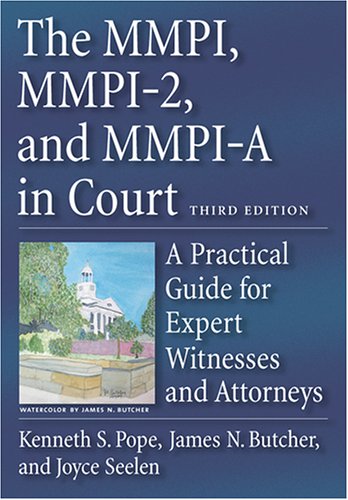 The MMPI,
MMPI-2,
and MMPI-A
in Court THIRD EDITION
A Practical
Guide for
Expert
Witnesses
and Attorneys
WATERCOLOR BY JAMES N. BUTCHER
Kenneth S. Pope, James N. Butcher,
and Joyce Seelen